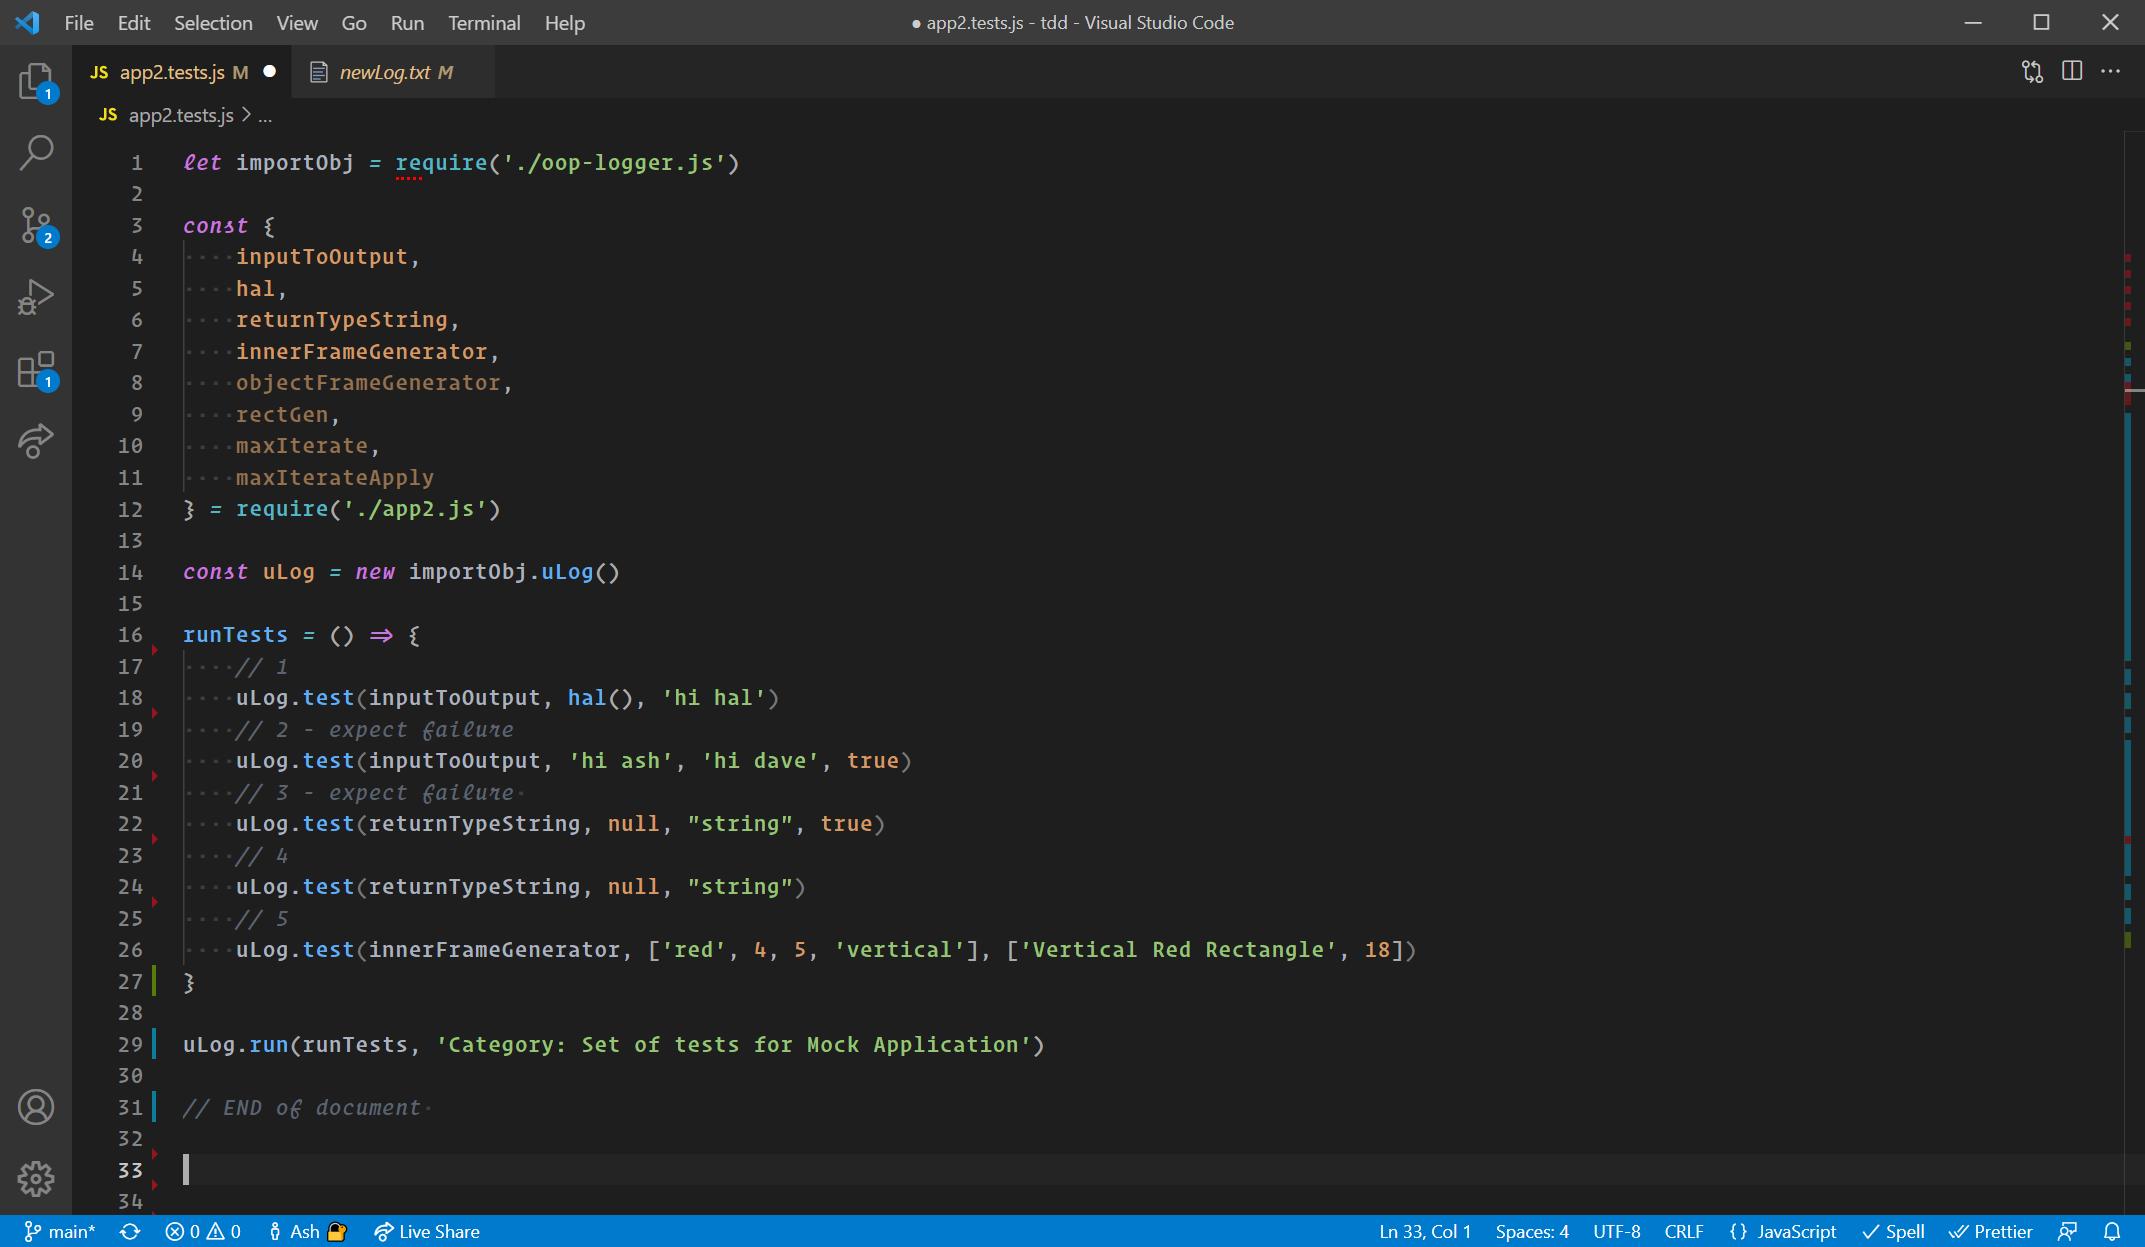 File Edit Selection View Go Run Terminal Help ● app2.tests.js - tdd - Visual Studio Code
JS app2.tests.js M ● newLog.txt M
JS app2.tests.js > ...
1
1 let importObj = require('./oop-logger.js')
2
3 const {
2
4 ····inputToOutput,
5 ····hal,
6 ····returnTypeString,
7 ····innerFrameGenerator,
8 ····objectFrameGenerator,
1
9 ····rectGen,
10 ····maxIterate,
11 ····maxIterateApply
12 } = require('./app2.js')
13
14 const uLog = new importObj.uLog()
15
16 runTests = () => {
17 ····// 1
18 ····uLog.test(inputToOutput, hal(), 'hi hal')
19 ····// 2 - expect failure
20 ····uLog.test(inputToOutput, 'hi ash', 'hi dave', true)
21 ····// 3 - expect failure·
22 ····uLog.test(returnTypeString, null, "string", true)
23 ····// 4
24 ····uLog.test(returnTypeString, null, "string")
25 ····// 5
26 ····uLog.test(innerFrameGenerator, ['red', 4, 5, 'vertical'], ['Vertical Red Rectangle', 18])
27 }
28
29 uLog.run(runTests, 'Category: Set of tests for Mock Application')
30
31 // END of document·
32
33
34
main* 0 0 Ash Live Share Ln 33, Col 1 Spaces: 4 UTF-8 CRLF {} JavaScript Spell Prettier